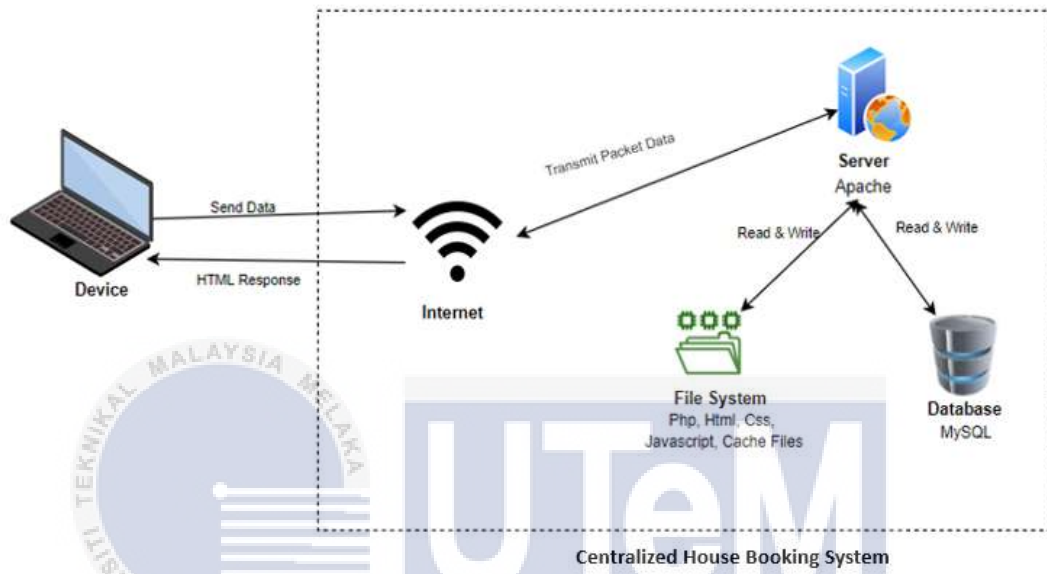 Send Data
HTML Response
Device
Internet
Transmit Packet Data
Server
Apache
Read & Write
Read & Write
File System
Php, Html, Css,
Javascript, Cache Files
Database
MySQL
Centralized House Booking System
TEKNIKAL MALAYSIA MELAKA
UTeM